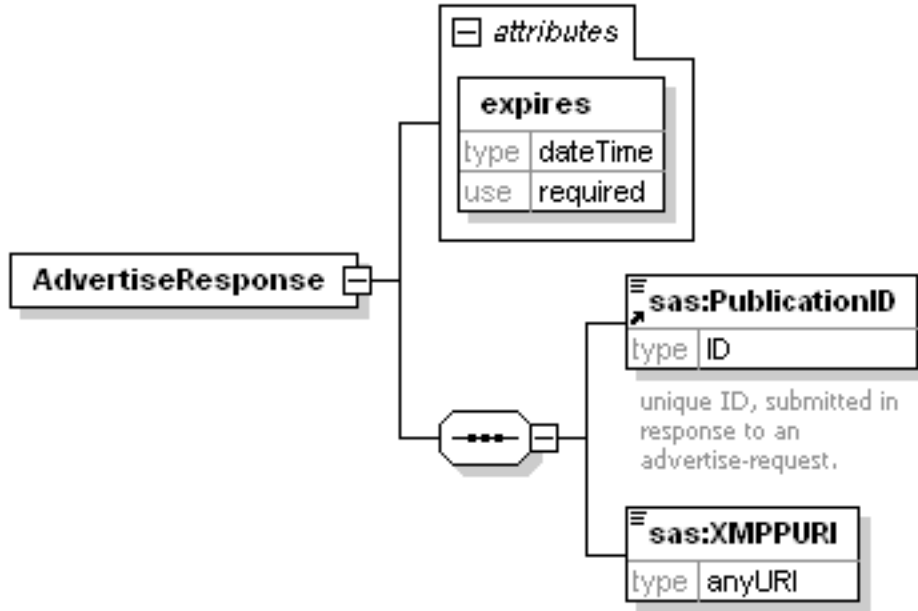 attributes
expires
type dateTime
use required
AdvertiseResponse
sas:PublicationID
type ID
unique ID, submitted in
response to an
advertise-request.
sas:XMPPURI
type anyURI